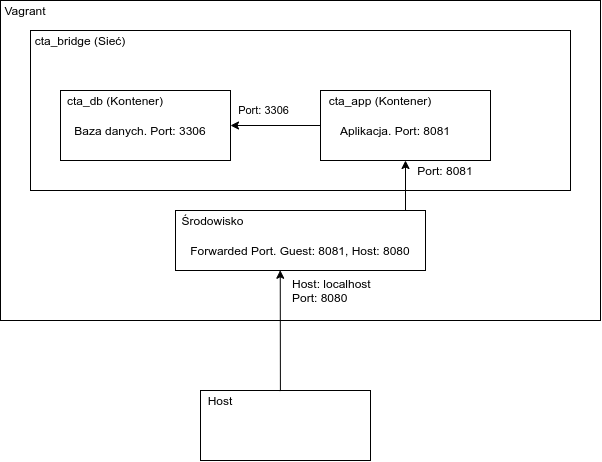 Vagrant
cta_bridge (Sieć)
cta_db (Kontener)
Baza danych. Port: 3306
Port: 3306
cta_app (Kontener)
Aplikacja. Port: 8081
Port: 8081
Środowisko
Forwarded Port. Guest: 8081, Host: 8080
Host: localhost
Port: 8080
Host